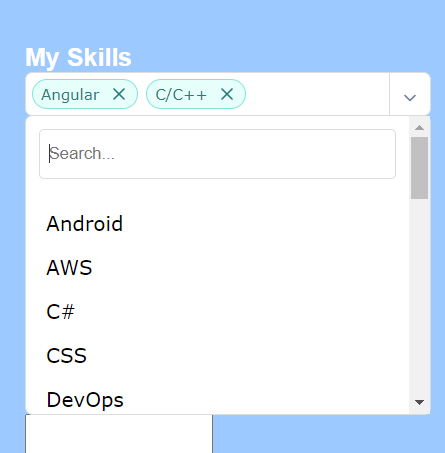 My Skills
Angular C/C++
Search...
Android
AWS
C#
CSS
DevOps